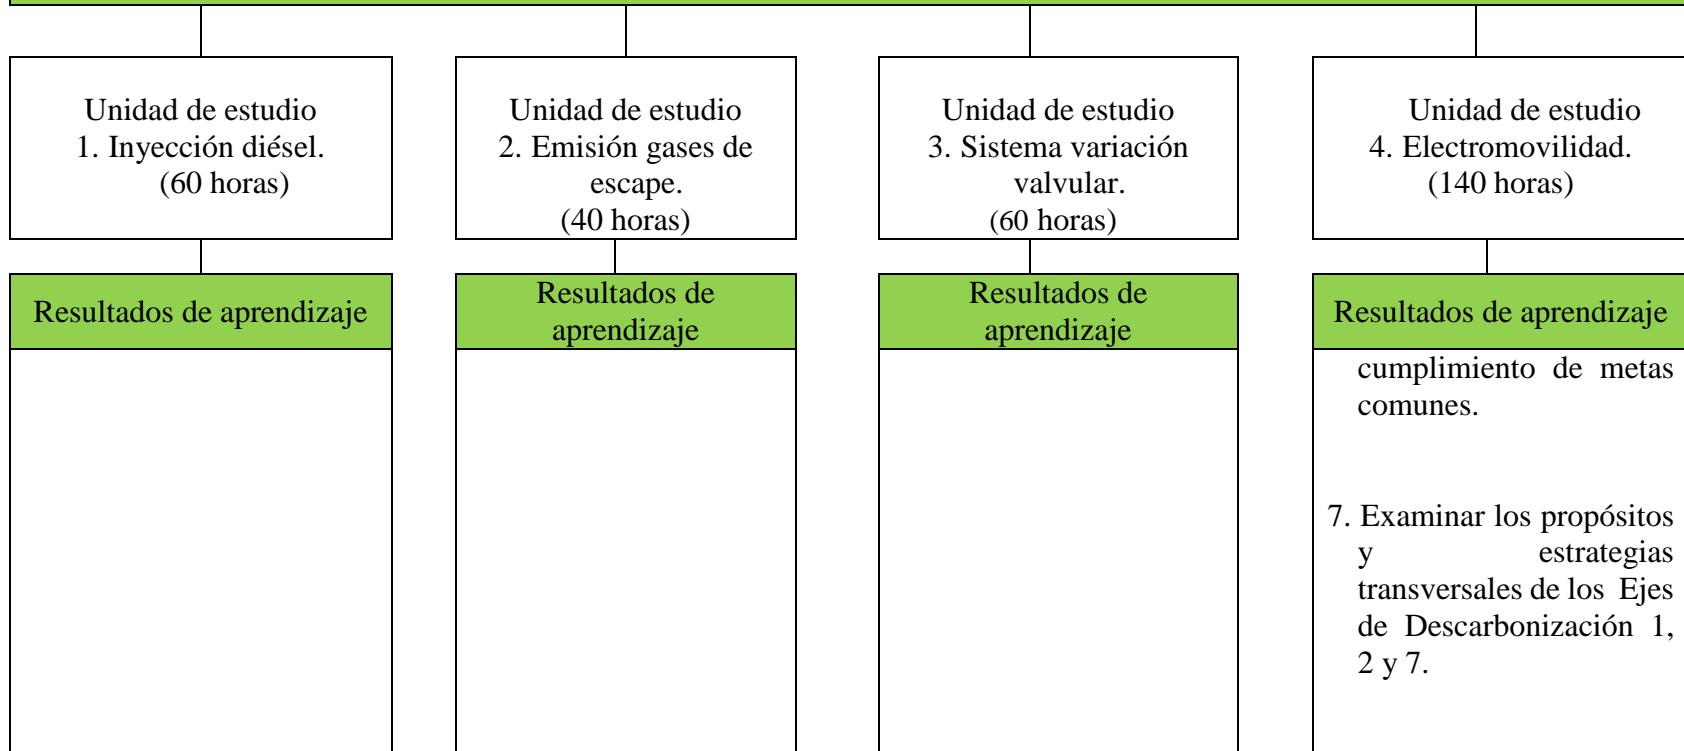 Unidad de estudio
1. Inyección diésel.
(60 horas)
Resultados de aprendizaje
Unidad de estudio
2. Emisión gases de
escape.
(40 horas)
Resultados de
aprendizaje
Unidad de estudio
3. Sistema variación
valvular.
(60 horas)
Resultados de
aprendizaje
Unidad de estudio
4. Electromovilidad.
(140 horas)
Resultados de aprendizaje
cumplimiento de metas
comunes.
7. Examinar los propósitos
y estrategias
transversales de los Ejes
de Descarbonización 1,
2 y 7.